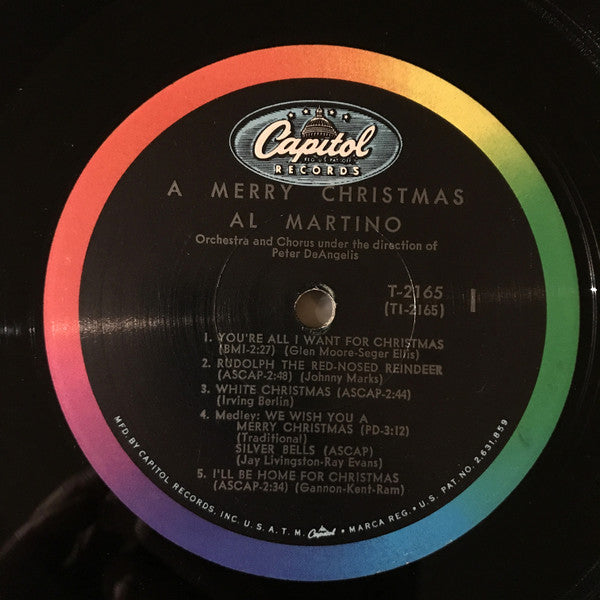 Capitol
REG. U.S. PAT. OFF.
RECORDS
A MERRY CHRISTMAS
AL MARTINO
Orchestra and Chorus under the direction of
Peter DeAngelis
T-2165
(T1-2165)
1
1. YOU'RE ALL I WANT FOR CHRISTMAS
(BMI-2:27) (Glen Moore-Seger Ellis)
2. RUDOLPH THE RED-NOSED REINDEER
(ASCAP-2:48) (Johnny Marks)
3. WHITE CHRISTMAS (ASCAP-2:44)
(Irving Berlin)
4. Medley: WE WISH YOU A
MERRY CHRISTMAS (PD-3:12)
(Traditional)
SILVER BELLS (ASCAP)
(Jay Livingston-Ray Evans)
5. I'LL BE HOME FOR CHRISTMAS
(ASCAP-2:34) (Gannon-Kent-Ram)
MFD. BY CAPITOL RECORDS, INC. U.S.A. T.M. Capitol • MARCA REG. • U.S. PAT. NO. 2,631,859